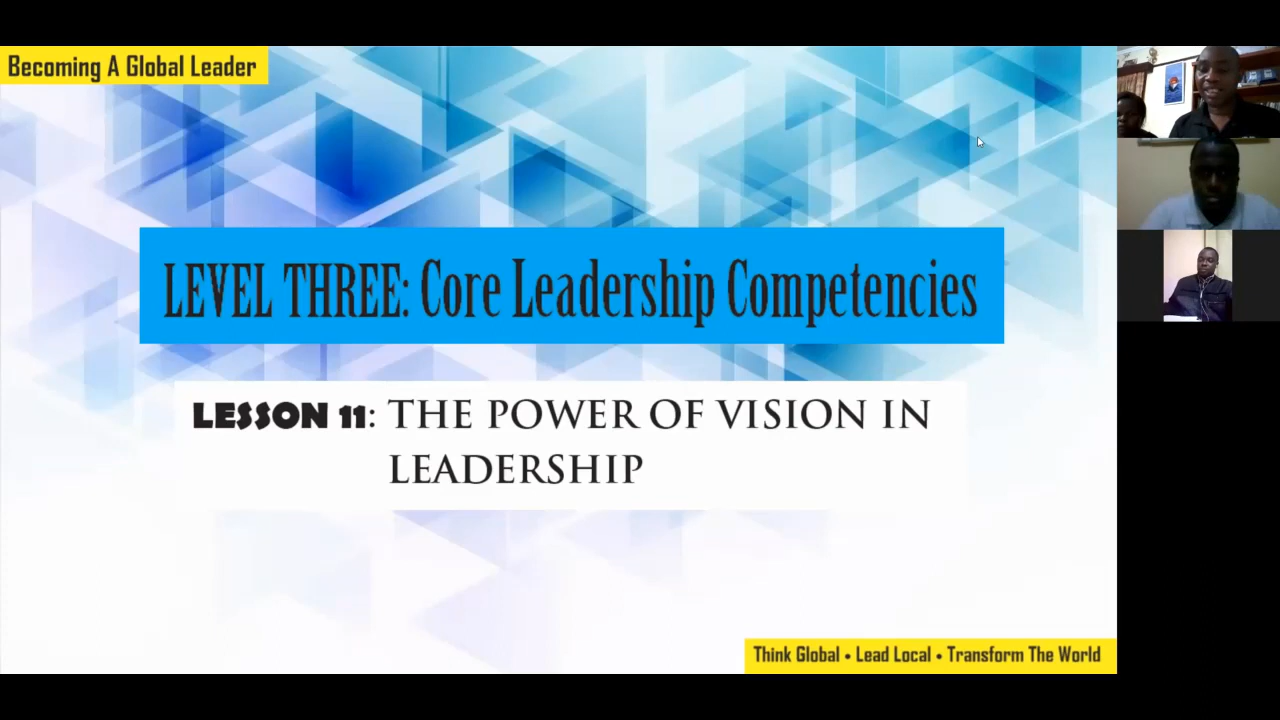 Becoming A Global Leader
LEVEL THREE: Core Leadership Competencies
LESSON 11: THE POWER OF VISION IN
LEADERSHIP
Think Global • Lead Local • Transform The World